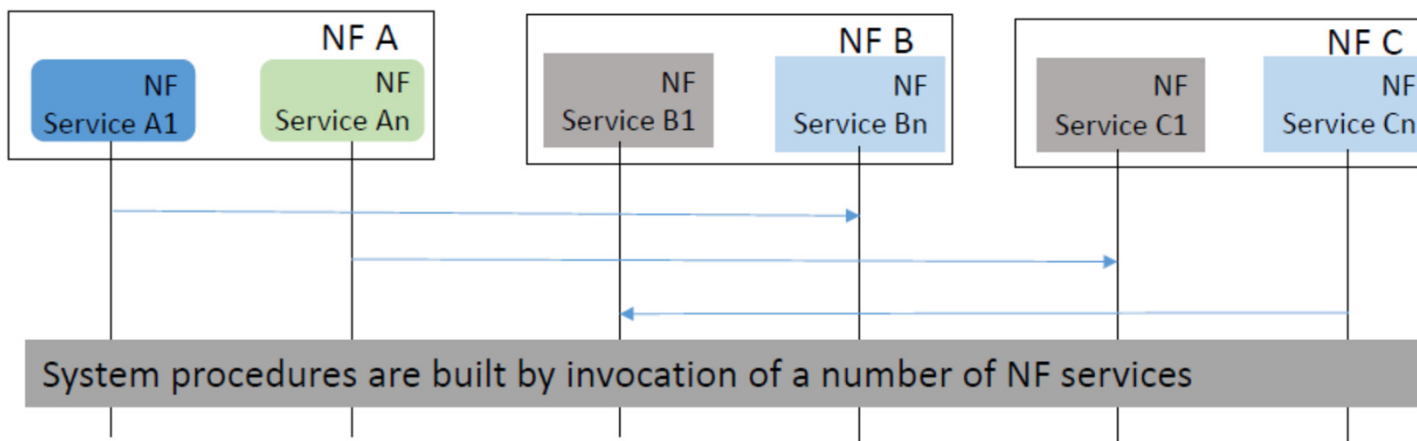 NF A
NF
Service A1
NF
Service An
NF B
NF
Service B1
NF
Service Bn
NF C
NF
Service C1
NF
Service Cn
System procedures are built by invocation of a number of NF services